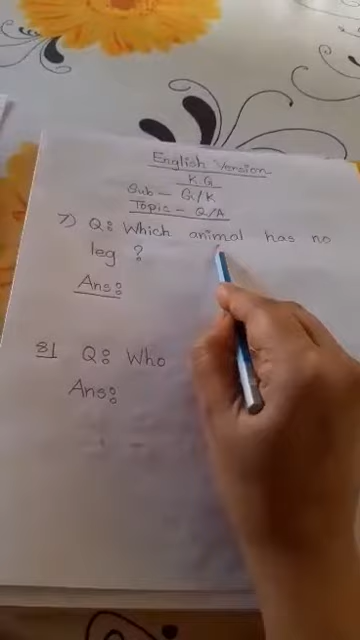 English Version
K.G
Sub - G/K
Topic - Q/A
7) Q: Which animal has no
leg ?
Ans:
8) Q: Who
Ans: